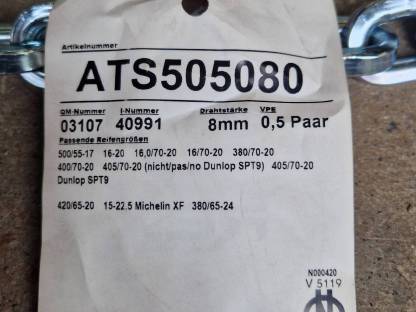 Artikelnummer
ATS505080
QM-Nummer I-Nummer Drahtstärke VPE
03107 40991 8mm 0,5 Paar
Passende Reifengrößen
500/55-17 16-20 16,0/70-20 16/70-20 380/70-20
400/70-20 405/70-20 (nicht/pas/no Dunlop SPT9) 405/70-20
Dunlop SPT9
420/65-20 15-22.5 Michelin XF 380/65-24
N000420
V 5119